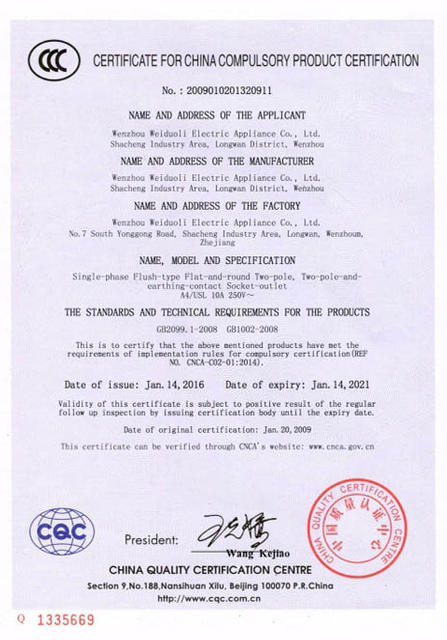 CCC
CERTIFICATE FOR CHINA COMPULSORY PRODUCT CERTIFICATION
No.: 2009010201320911
NAME AND ADDRESS OF THE APPLICANT
Wenzhou Weiduoli Electric Appliance Co., Ltd.
Shacheng Industry Area, Longwan District, Wenzhou
NAME AND ADDRESS OF THE MANUFACTURER
Wenzhou Weiduoli Electric Appliance Co., Ltd.
Shacheng Industry Area, Longwan District, Wenzhou
NAME AND ADDRESS OF THE FACTORY
Wenzhou Weiduoli Electric Appliance Co., Ltd.
No.7 South Yonggong Road, Shacheng Industry Area, Longwan, Wenzhoum,
Zhejiang
NAME, MODEL AND SPECIFICATION
Single-phase Flush-type Flat-and-round Two-pole, Two-pole-and-
earthing-contact Socket-outlet
A4/USL 10A 250V~
THE STANDARDS AND TECHNICAL REQUIREMENTS FOR THE PRODUCTS
GB2099.1-2008 GB1002-2008
This is to certify that the above mentioned products have met the
requirements of implementation rules for compulsory certification(REF
NO. CNCA-C02-01:2014).
Date of issue: Jan.14,2016 Date of expiry: Jan.14,2021
Validity of this certificate is subject to positive result of the regular
follow up inspection by issuing certification body until the expiry date.
Date of original certification: Jan.20,2009
This certificate can be verified through CNCA's website: www.cnca.gov.cn
CQC
President:
Wang Kejiao
CHINA QUALITY CERTIFICATION CENTRE
中国质量认证中心
CHINA QUALITY CERTIFICATION CENTRE
Section 9,No.188,Nansihuan Xilu, Beijing 100070 P.R.China
http://www.cqc.com.cn
Q 1335669